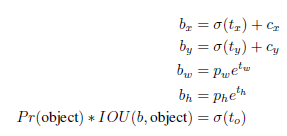 b_x = σ(t_x) + c_x
b_y = σ(t_y) + c_y
b_w = p_w e^{t_w}
b_h = p_h e^{t_h}
Pr(object) ∗ IOU(b, object) = σ(t_o)